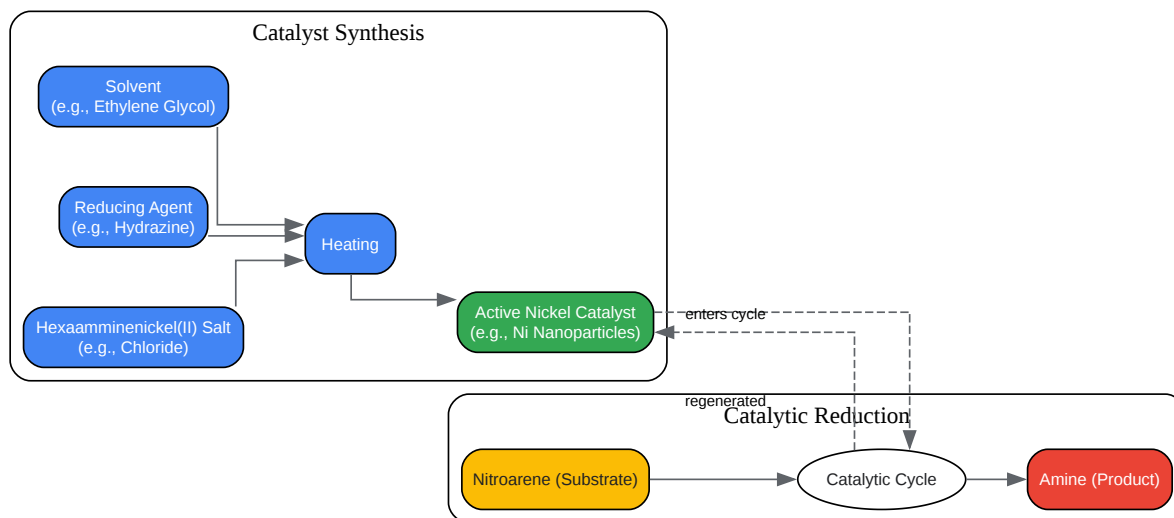 Catalyst Synthesis
Solvent
(e.g., Ethylene Glycol)
Reducing Agent
(e.g., Hydrazine)
Heating
Hexaamminenickel(II) Salt
(e.g., Chloride)
Active Nickel Catalyst
(e.g., Ni Nanoparticles)
enters cycle
regenerated
Catalytic Reduction
Nitroarene (Substrate)
Catalytic Cycle
Amine (Product)